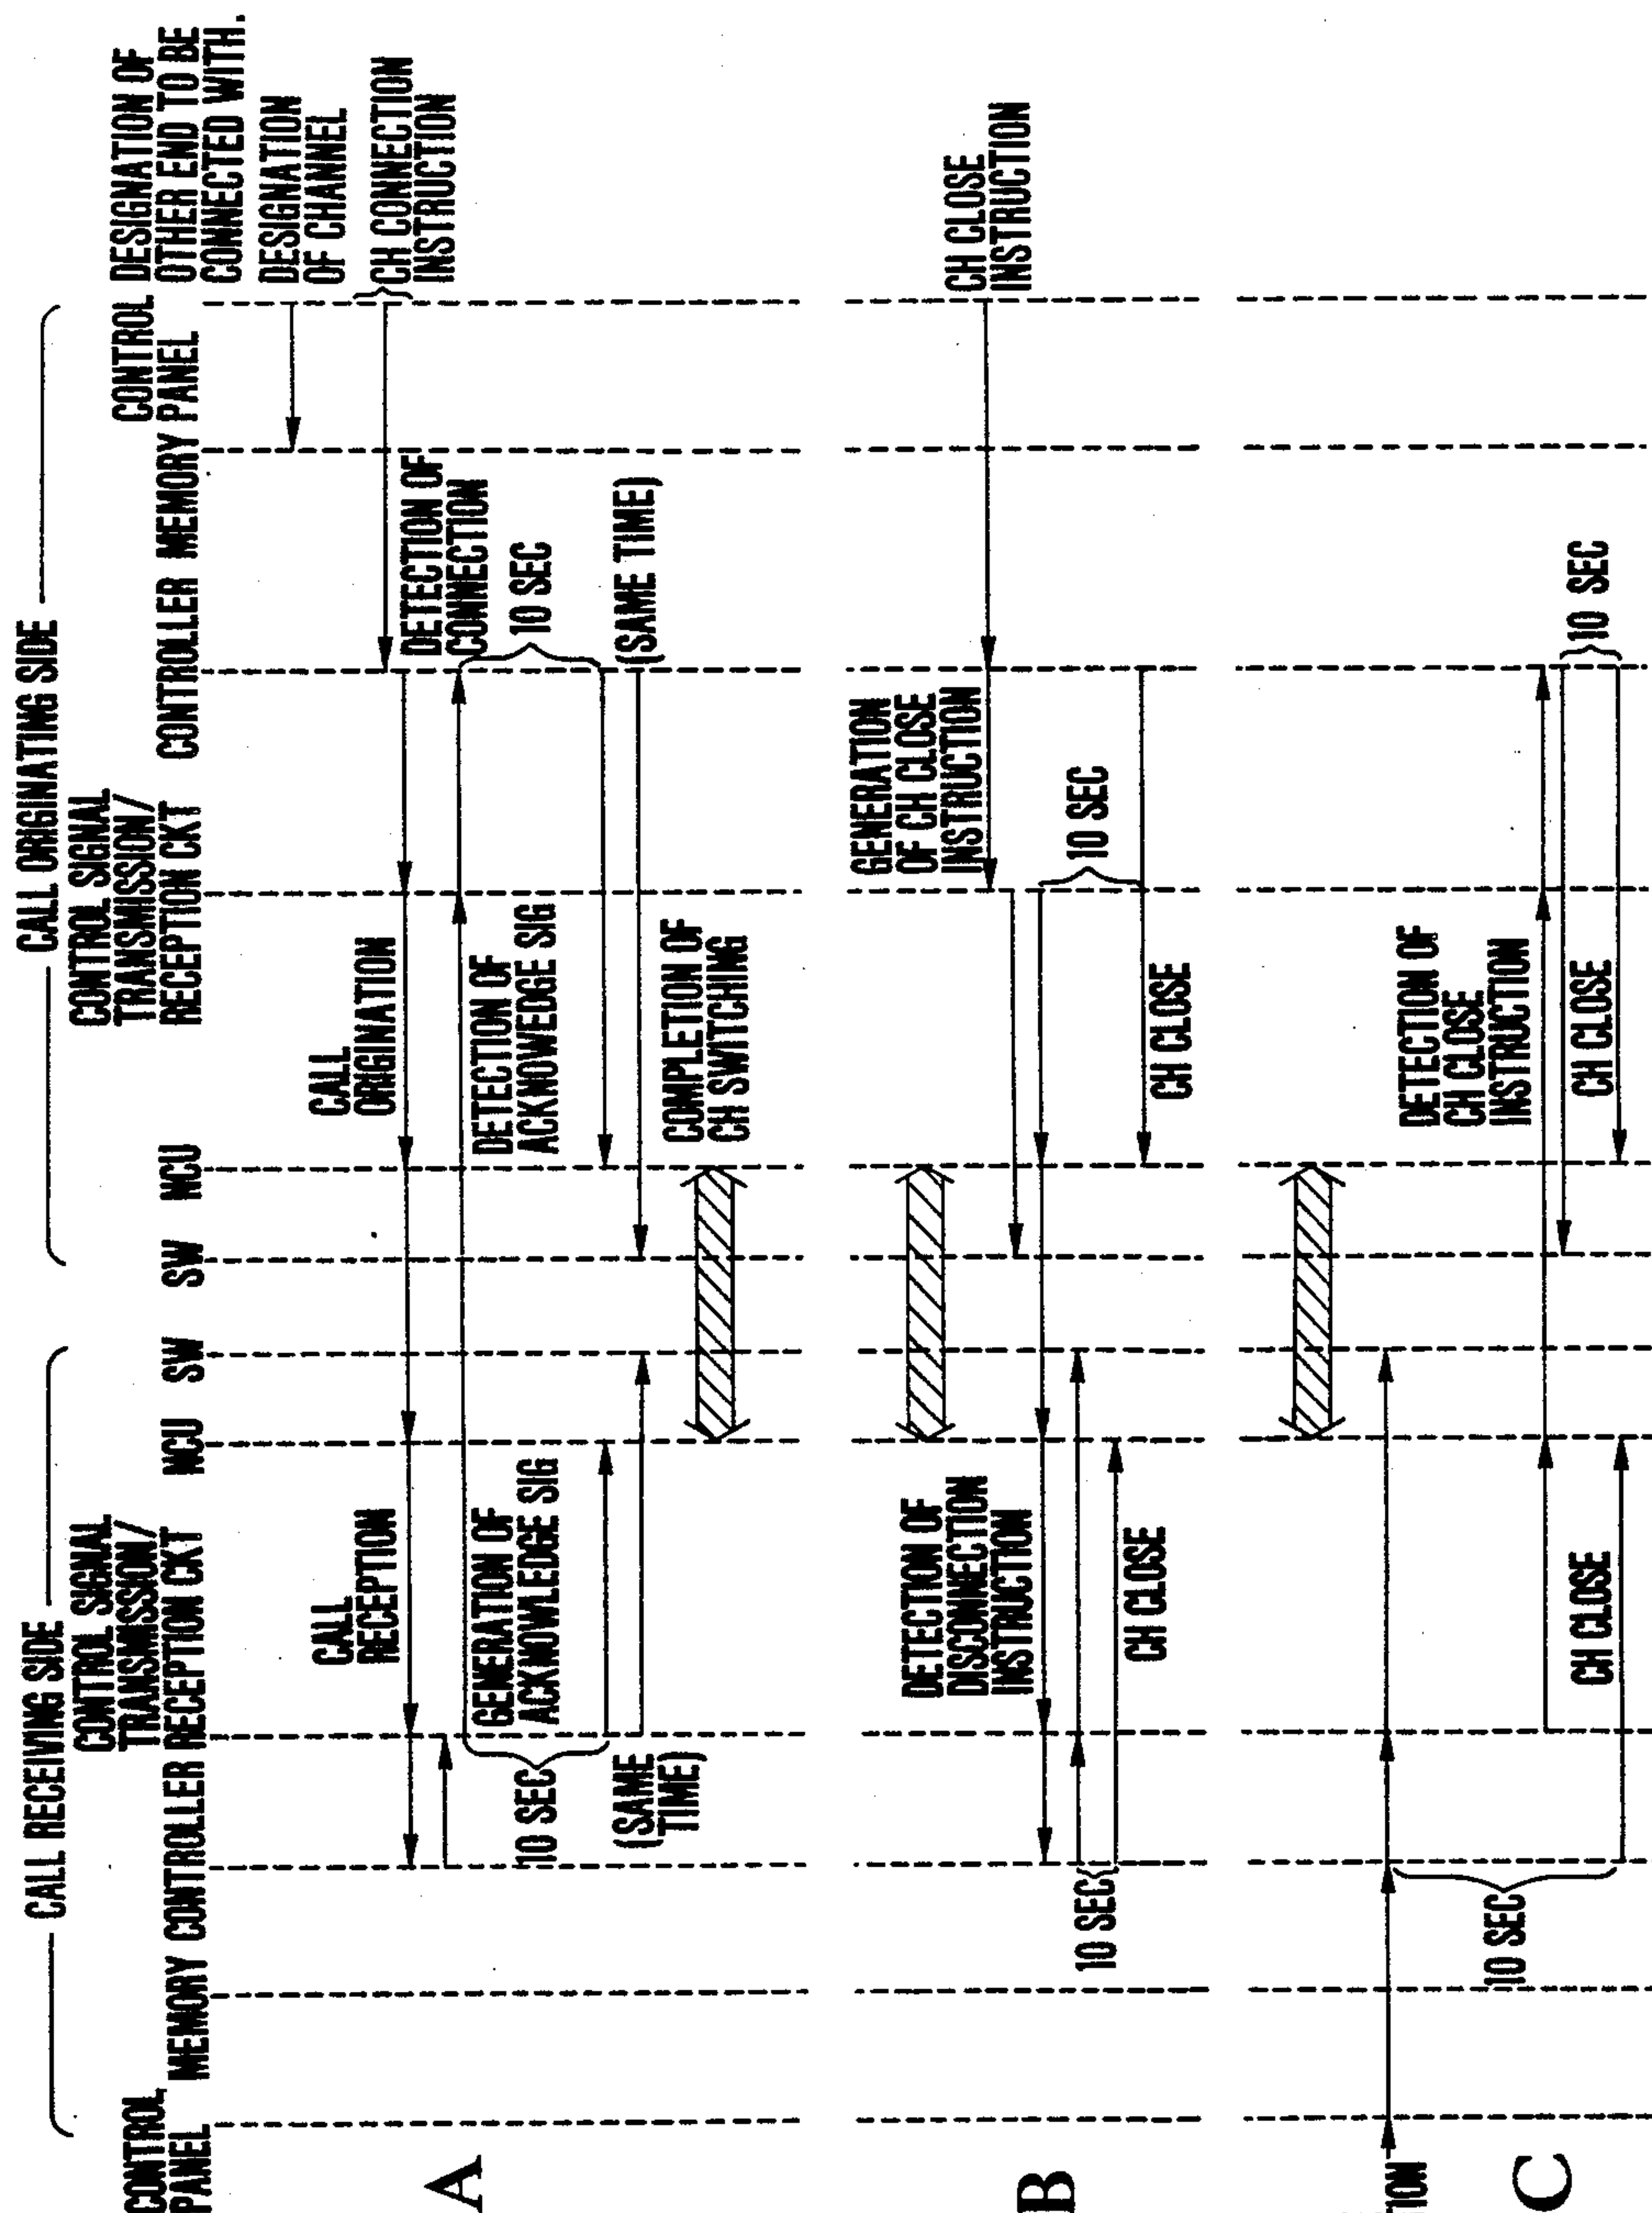 CALL RECEIVING SIDE
CALL ORIGINATING SIDE
CONTROL
PANEL
MEMORY
CONTROLLER
CONTROL SIGNAL
TRANSMISSION/
RECEPTION CKT
NCU
SW
SW
NCU
CONTROL SIGNAL
TRANSMISSION/
RECEPTION CKT
CONTROLLER
MEMORY
CONTROL
PANEL
DESIGNATION OF
OTHER END TO BE
CONNECTED WITH.
DESIGNATION
OF CHANNEL
CH CONNECTION
INSTRUCTION
A
CALL
RECEPTION
CALL
ORIGINATION
DETECTION OF
CONNECTION
GENERATION OF
ACKNOWLEDGE SIG
DETECTION OF
ACKNOWEDGE SIG
10 SEC
10 SEC
(SAME
TIME)
(SAME TIME)
COMPLETION OF
CH SWITCHING
B
CH CLOSE
INSTRUCTION
GENERATION
OF CH CLOSE
INSTRUCTION
DETECTION OF
DISCONNECTION
INSTRUCTION
10 SEC
10 SEC
CH CLOSE
CH CLOSE
C
TION
DETECTION OF
CH CLOSE
INSTRUCTION
10 SEC
CH CLOSE
CH CLOSE
10 SEC